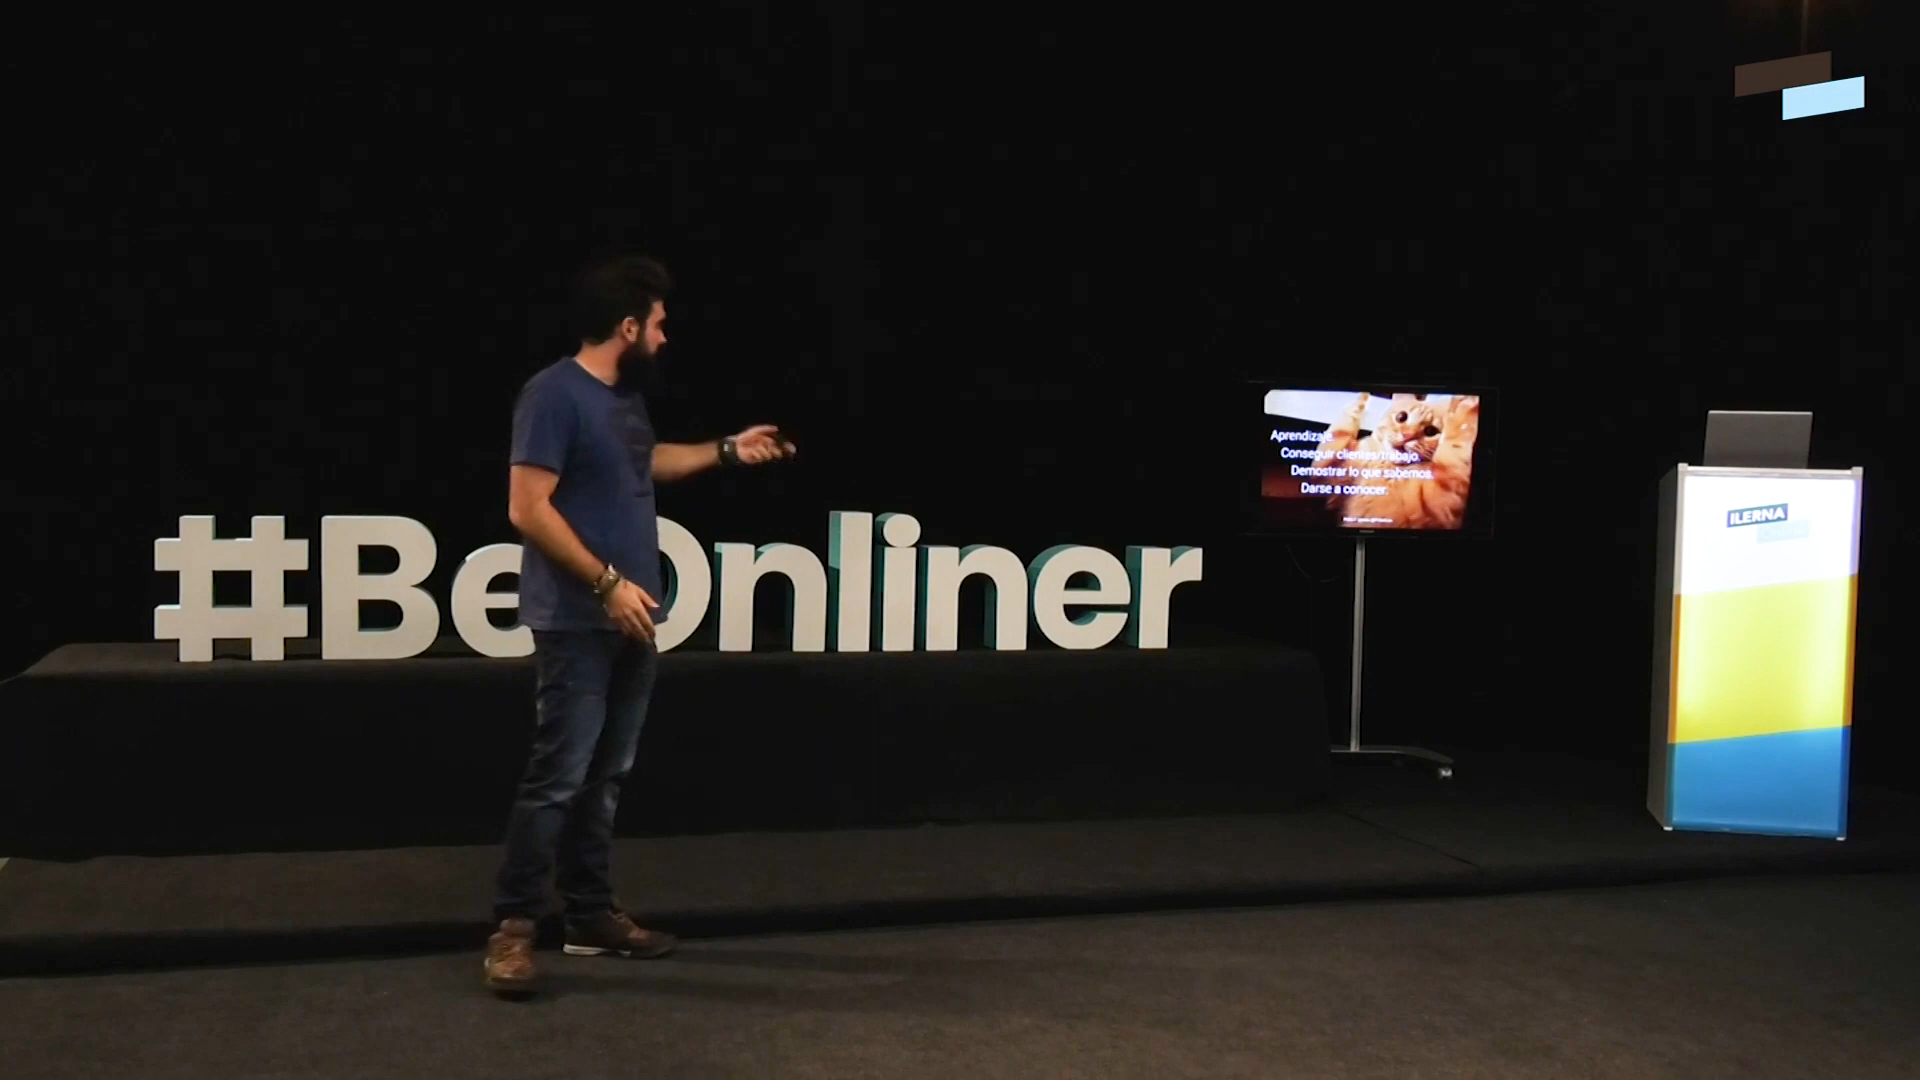 #BeOnliner
Aprendizaje.
Conseguir clientes/trabajo.
Demostrar lo que sabemos.
Darse a conocer.
ILERNA